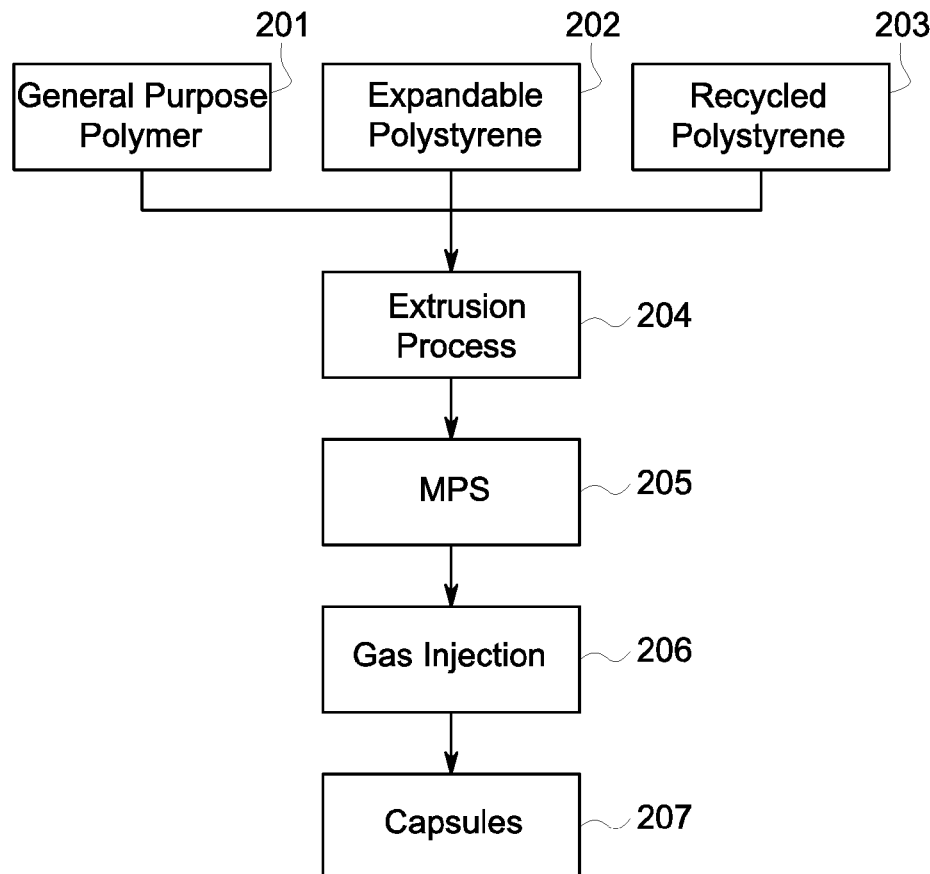 201
202
203
General Purpose
Polymer
Expandable
Polystyrene
Recycled
Polystyrene
Extrusion
Process
204
MPS
205
Gas Injection
206
Capsules
207